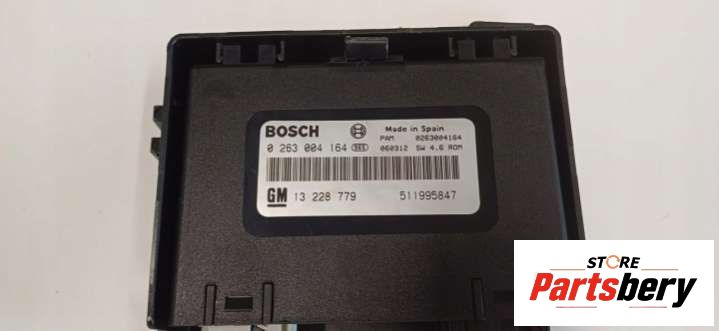 BOSCH
Made in Spain
PAM 0263004164
0 263 004 164
060312 SW 4.6 ROM
GM 13 228 779 511995847
STORE
Partsbery